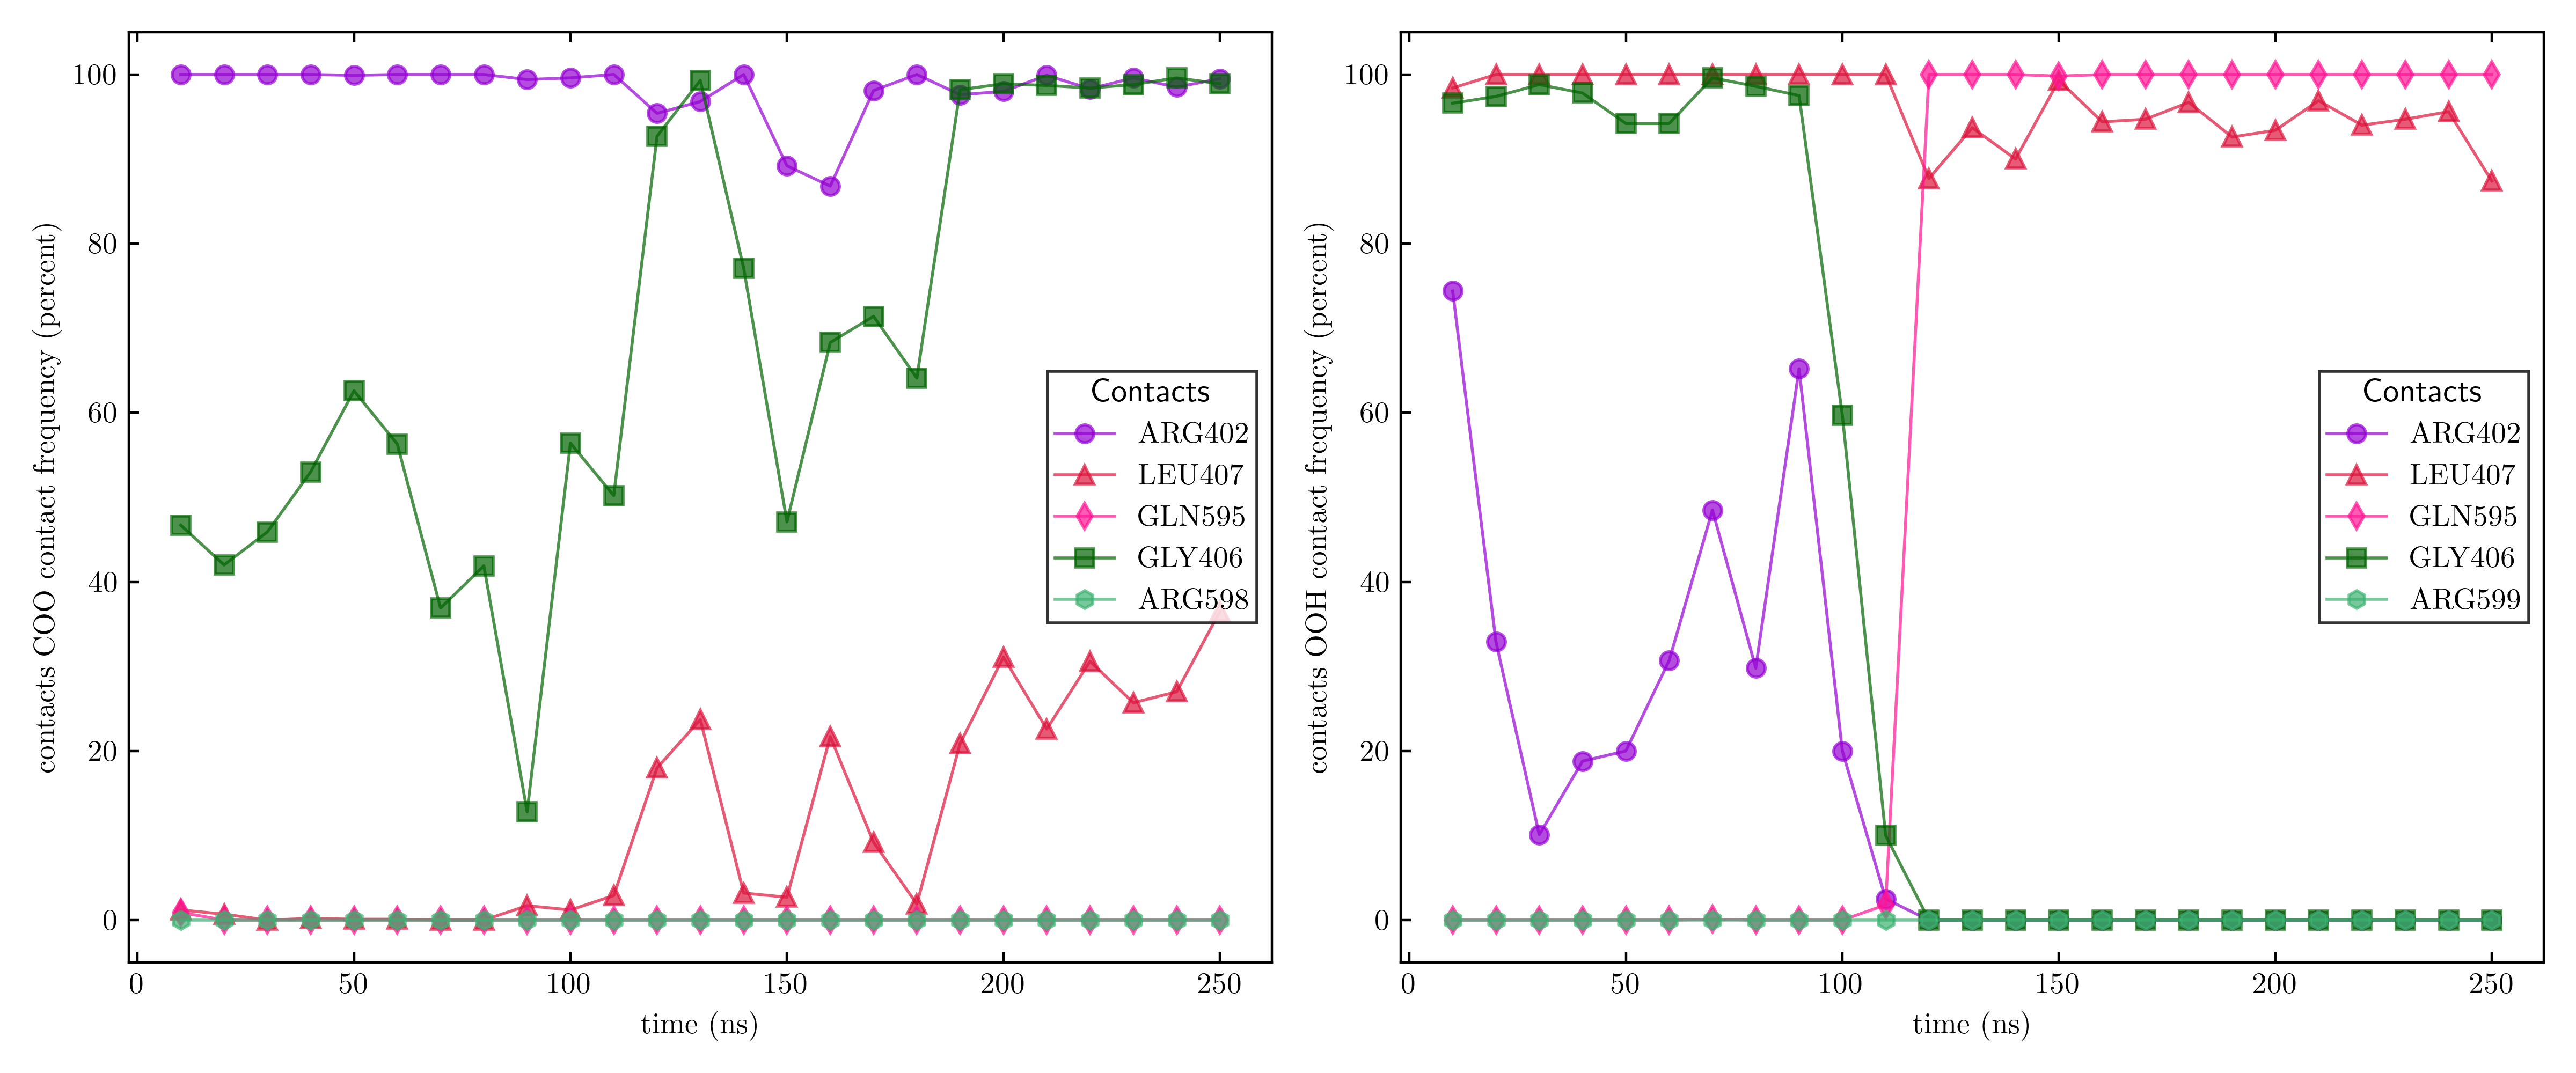 contacts COO contact frequency (percent)
100
80
60
40
20
0
0 50 100 150 200 250
time (ns)
Contacts
ARG402
LEU407
GLN595
GLY406
ARG598
contacts OOH contact frequency (percent)
100
80
60
40
20
0
0 50 100 150 200 250
time (ns)
Contacts
ARG402
LEU407
GLN595
GLY406
ARG599